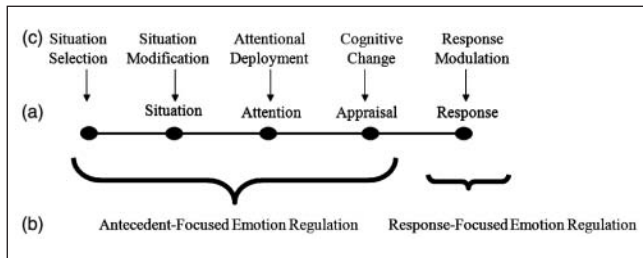 (c) Situation Situation Attentional Cognitive Response
Selection Modification Deployment Change Modulation
Situation Attention Appraisal Response
(a)
(b) Antecedent-Focused Emotion Regulation Response-Focused Emotion Regulation